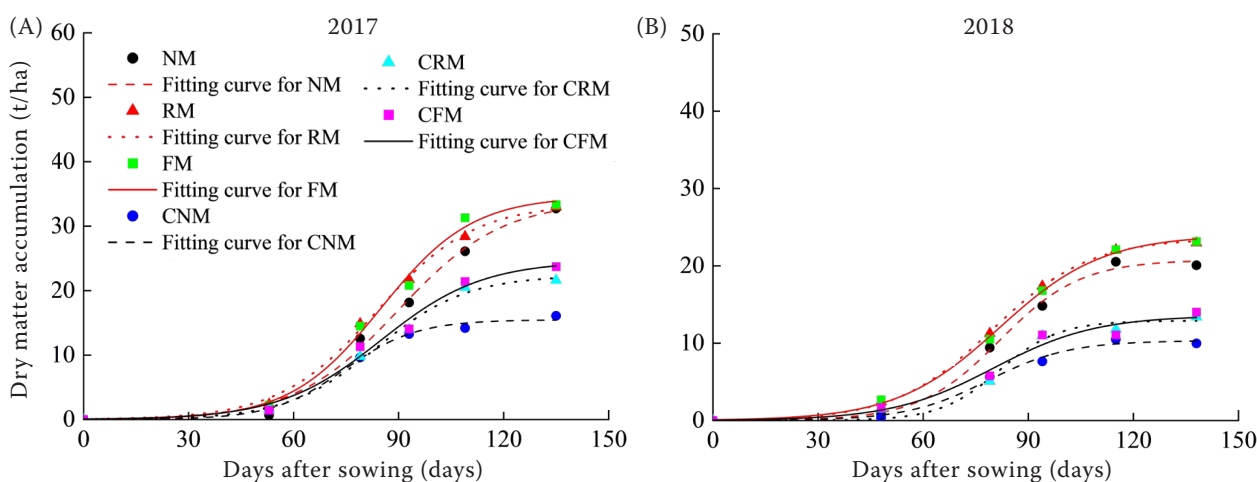 (A)
2017
60
50
40
30
20
10
0
NM
Fitting curve for NM
RM
Fitting curve for RM
FM
Fitting curve for FM
CNM
Fitting curve for CNM
CRM
Fitting curve for CRM
CFM
Fitting curve for CFM
Dry matter accumulation (t/ha)
0 30 60 90 120 150
Days after sowing (days)
(B)
2018
50
40
30
20
10
0
0 30 60 90 120 150
Days after sowing (days)